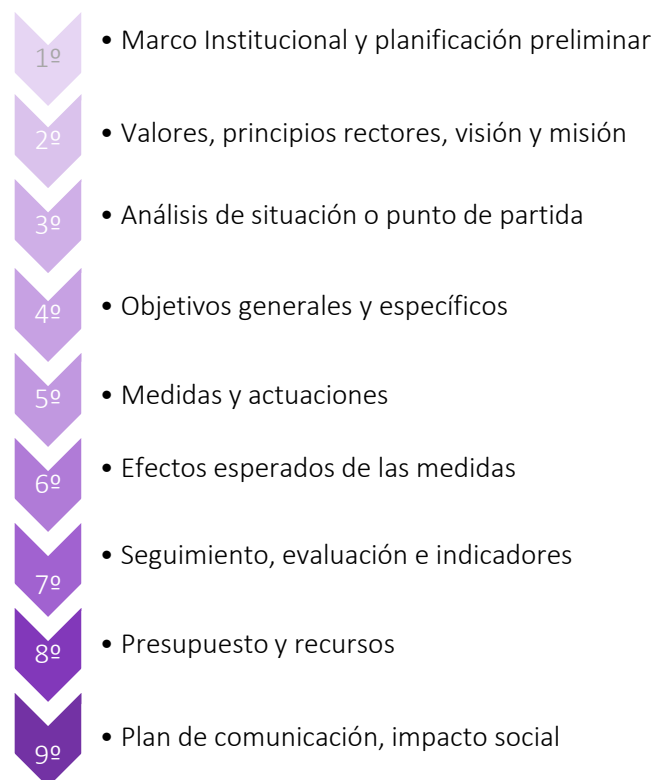 1º • Marco Institucional y planificación preliminar
2º • Valores, principios rectores, visión y misión
3º • Análisis de situación o punto de partida
4º • Objetivos generales y específicos
5º • Medidas y actuaciones
6º • Efectos esperados de las medidas
7º • Seguimiento, evaluación e indicadores
8º • Presupuesto y recursos
9º • Plan de comunicación, impacto social